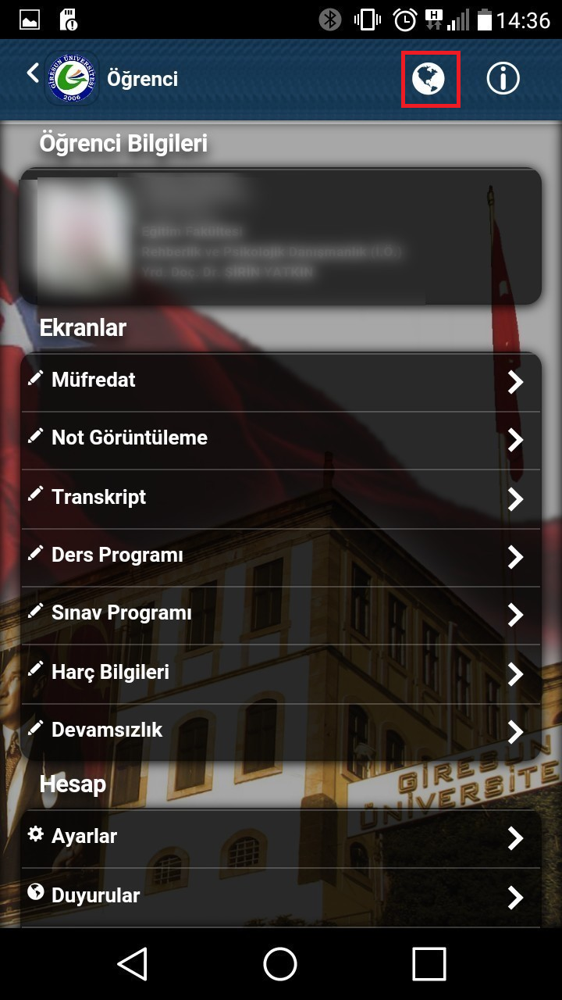 14:36
GİRESUN ÜNİVERSİTESİ
2006
Öğrenci
Öğrenci Bilgileri
Eğitim Fakültesi
Rehberlik ve Psikolojik Danışmanlık (İ.Ö.)
Yrd. Doç. Dr. ŞİRİN YATKIN
Ekranlar
Müfredat
Not Görüntüleme
Transkript
Ders Programı
Sınav Programı
Harç Bilgileri
Devamsızlık
GİRESUN
ÜNİVERSİTE
Hesap
Ayarlar
Duyurular